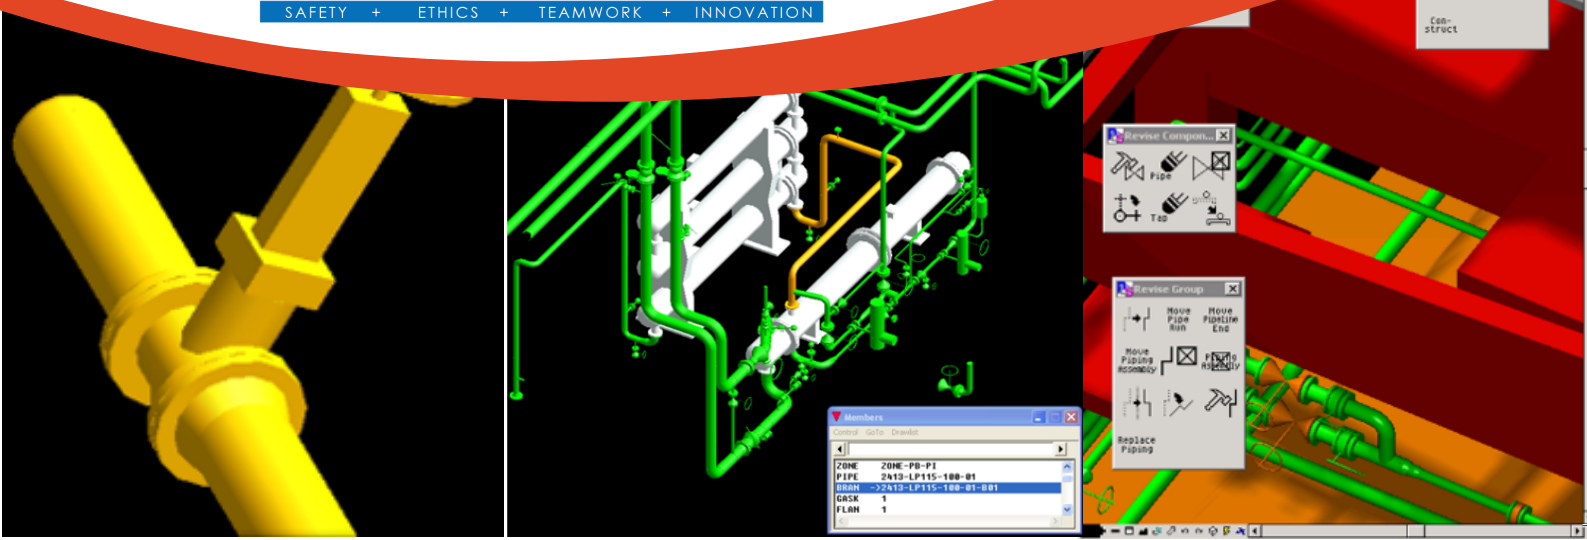 SAFETY + ETHICS + TEAMWORK + INNOVATION
Con-
struct
Revise Compon...
Pipe
Tap
Revise Group
Move
Pipe
Run
Move
Pipeline
End
Move
Piping
Assembly
Piping
Assembly
Replace
Piping
Members
Control GoTo Drawlist
ZONE ZONE-PB-PI
PIPE 2413-LP115-100-01
BRAN ->2413-LP115-100-01-B01
GASK 1
FLAN 1